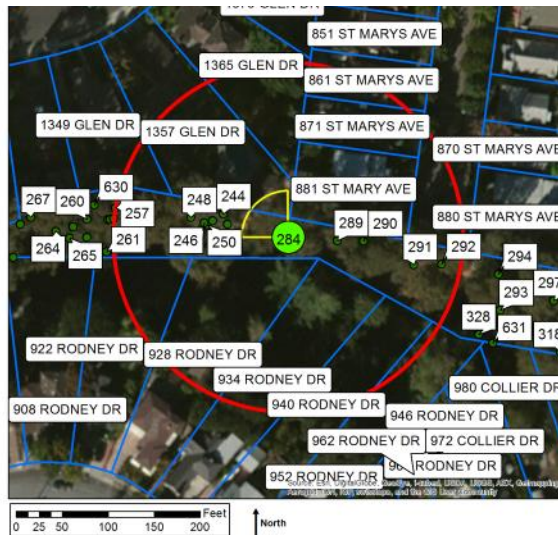 851 ST MARYS AVE
1365 GLEN DR
861 ST MARYS AVE
1349 GLEN DR
1357 GLEN DR
871 ST MARYS AVE
870 ST MARYS AVE
630
881 ST MARY AVE
267
260
257
248
244
880 ST MARYS AVE
289
290
284
264
265
261
246
250
291
292
294
293
297
328
631
318
922 RODNEY DR
928 RODNEY DR
934 RODNEY DR
980 COLLIER DR
908 RODNEY DR
940 RODNEY DR
946 RODNEY DR
962 RODNEY DR
972 COLLIER DR
952 RODNEY DR
RODNEY DR
Feet
0 25 50 100 150 200
North